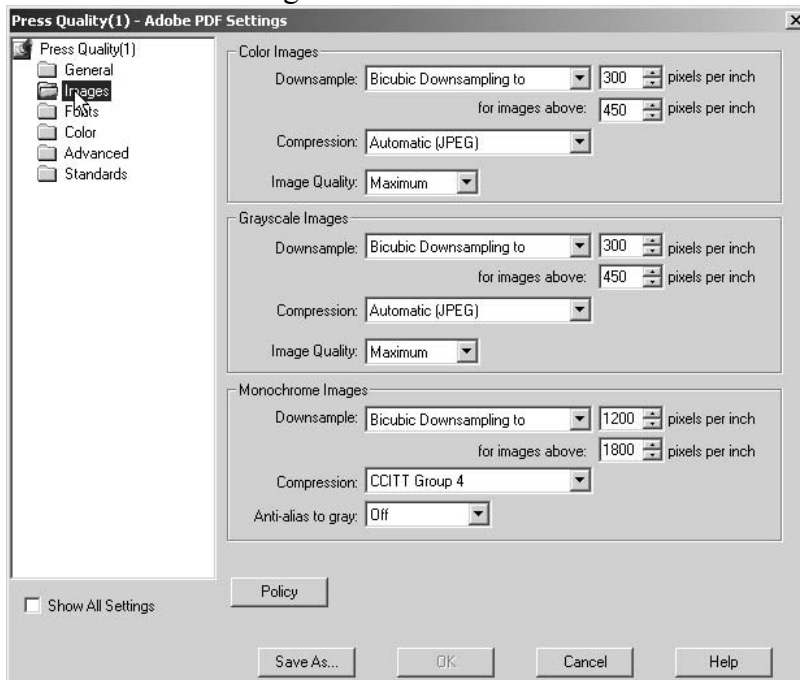 Press Quality(1) - Adobe PDF Settings
Press Quality(1)
General
Images
Fonts
Color
Advanced
Standards
Show All Settings
Color Images
Downsample: Bicubic Downsampling to 300 pixels per inch
for images above: 450 pixels per inch
Compression: Automatic (JPEG)
Image Quality: Maximum
Grayscale Images
Downsample: Bicubic Downsampling to 300 pixels per inch
for images above: 450 pixels per inch
Compression: Automatic (JPEG)
Image Quality: Maximum
Monochrome Images
Downsample: Bicubic Downsampling to 1200 pixels per inch
for images above: 1800 pixels per inch
Compression: CCITT Group 4
Anti-alias to gray: Off
Policy
Save As... OK Cancel Help